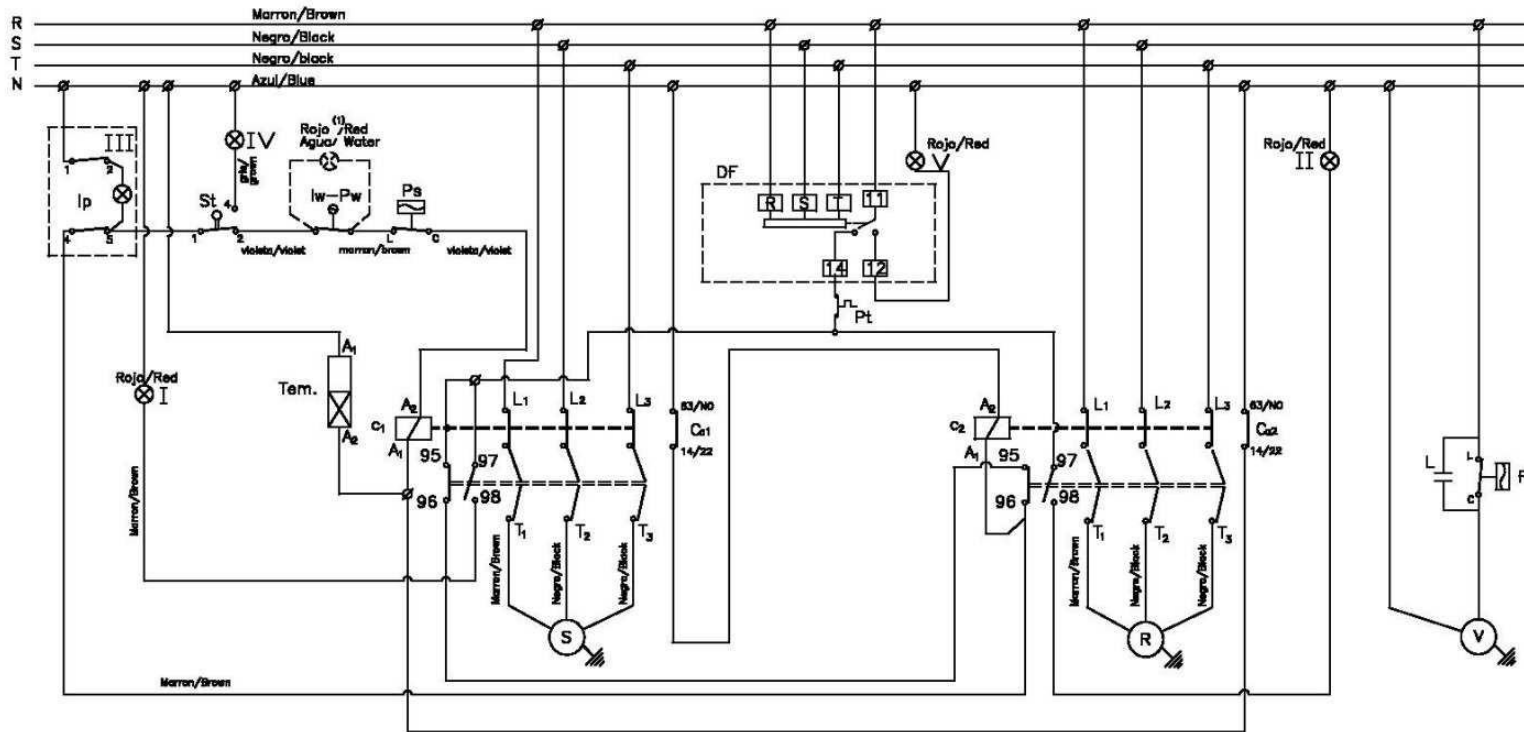 R
Marron/Brown
S
Negro/Black
T
Negro/black
N
Azul/Blue
III
1
2
Ip
4
5
IV
gris/
St
4
1
2
violeta/violet
(1)
Rojo/Red
Agua/Water
Iw-Pw
marron/brown
Ps
L
C
violeta/violet
DF
R
S
T
11
14
12
Pt
Rojo/Red
V
Rojo/Red
II
Rojo/Red
I
Marron/Brown
Tem.
A1
A2
C1
A2
A1
95
96
97
98
L1
L2
L3
63/NO
Ca1
14/22
T1
T2
T3
Marron/Brown
Negro/Black
Negro/Black
S
C2
A2
A1
95
96
97
98
L1
L2
L3
63/NO
Ca2
14/22
T1
T2
T3
Marron/Brown
Negro/Black
Negro/Black
R
L
L
C
V
Marron/Brown